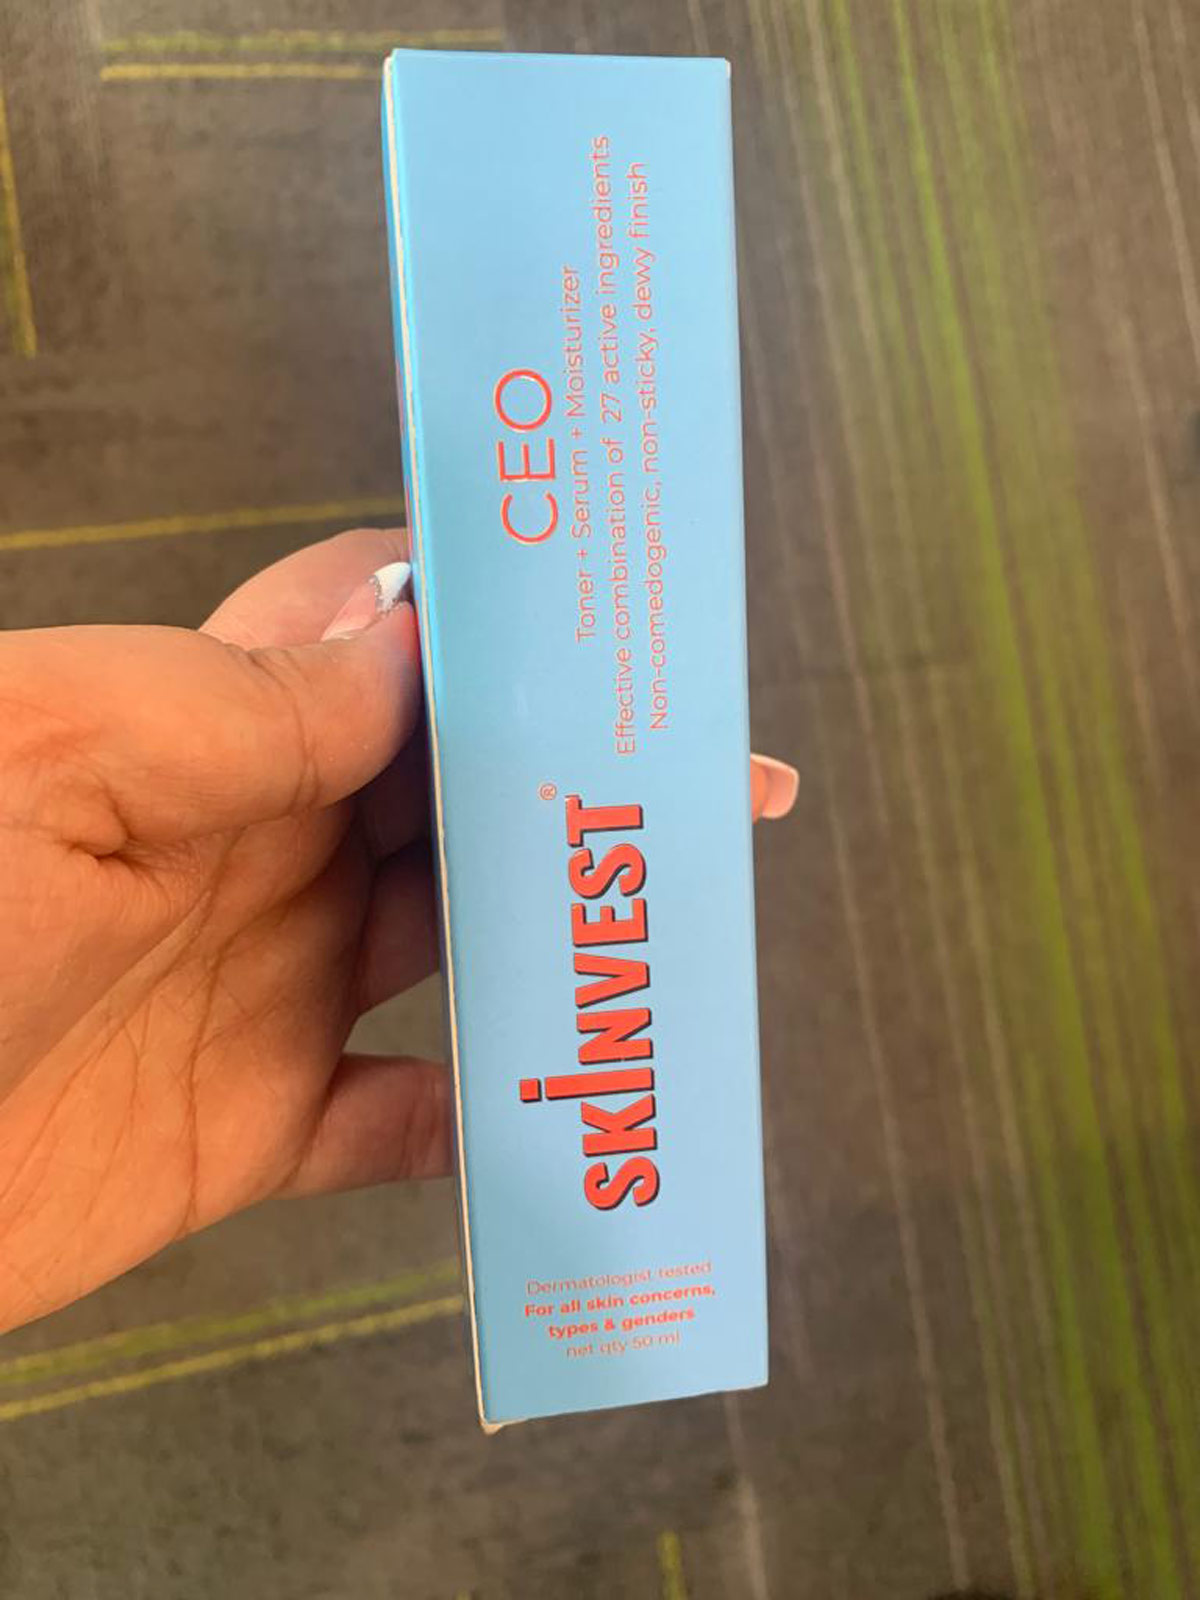 SKiNVEST®
CEO
Toner + Serum + Moisturizer
Effective combination of 27 active ingredients
Non-comedogenic, non-sticky, dewy finish
Dermatologist tested
For all skin concerns,
types & genders
net qty 50 ml